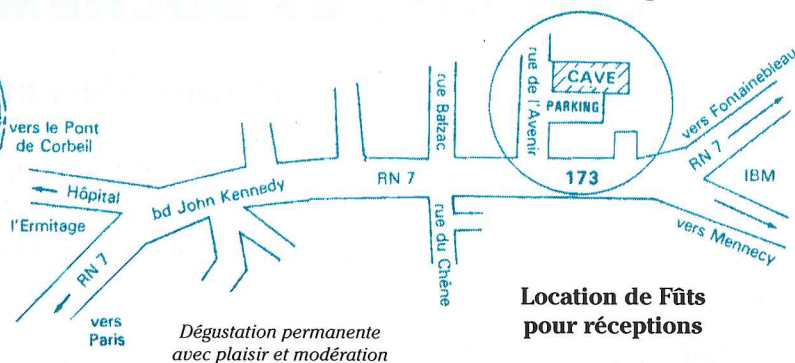 vers le Pont
de Corbeil
Hôpital
l'Ermitage
RN 7
vers
Paris
bd John Kennedy
RN 7
rue Balzac
rue du Chêne
rue de l'Avenir
CAVE
PARKING
173
vers Fontainebleau
RN 7
IBM
vers Mennecy
Dégustation permanente
avec plaisir et modération
Location de Fûts
pour réceptions